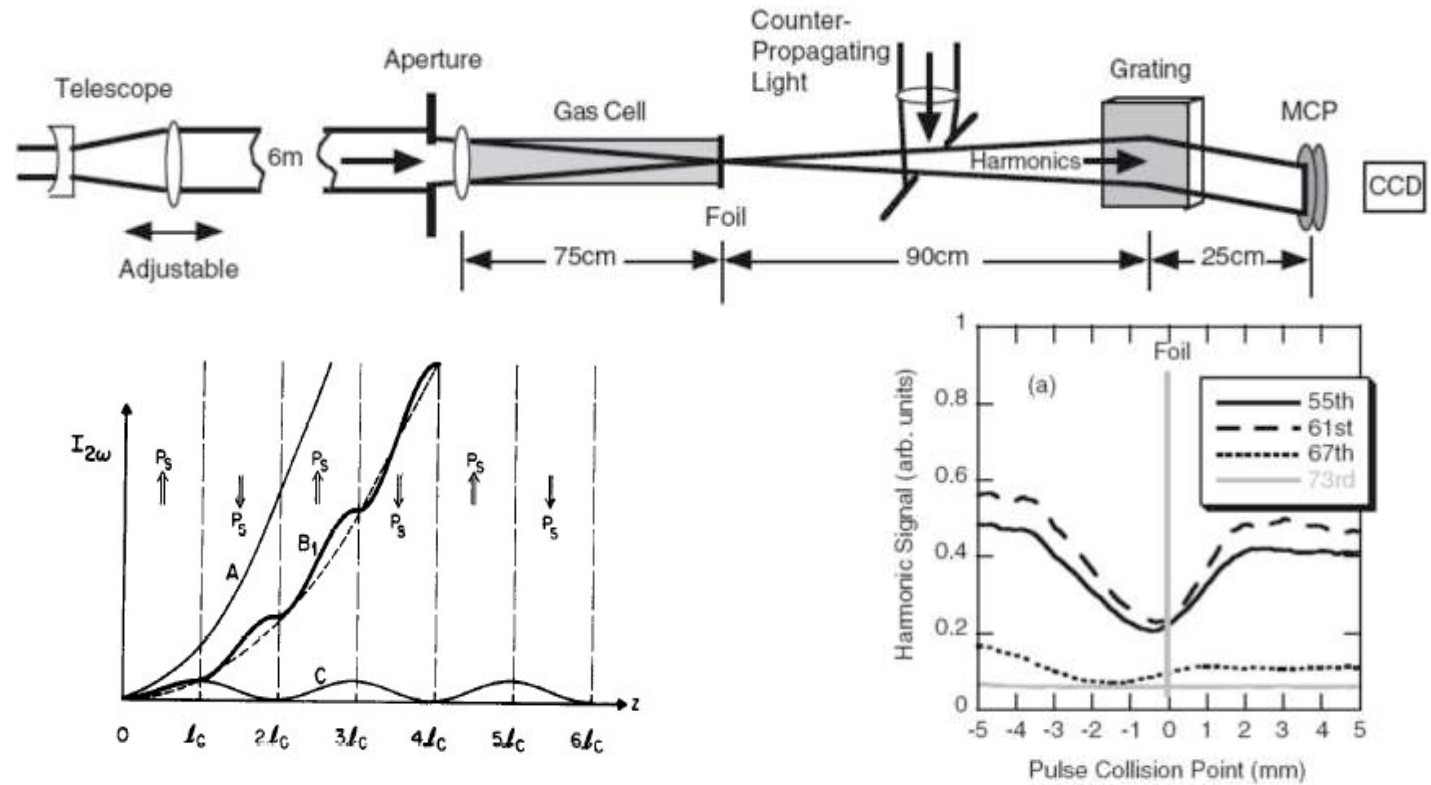 Telescope
Adjustable
6m
Aperture
Gas Cell
Foil
Counter-
Propagating
Light
Harmonics
Grating
MCP
CCD
75cm
90cm
25cm
I2ω
Ps
Ps
Ps
Ps
Ps
Ps
A
B1
C
z
0
lc
2lc
3lc
4lc
5lc
6lc
Harmonic Signal (arb. units)
1
0.8
0.6
0.4
0.2
0
(a)
Foil
55th
61st
67th
73rd
-5 -4 -3 -2 -1 0 1 2 3 4 5
Pulse Collision Point (mm)